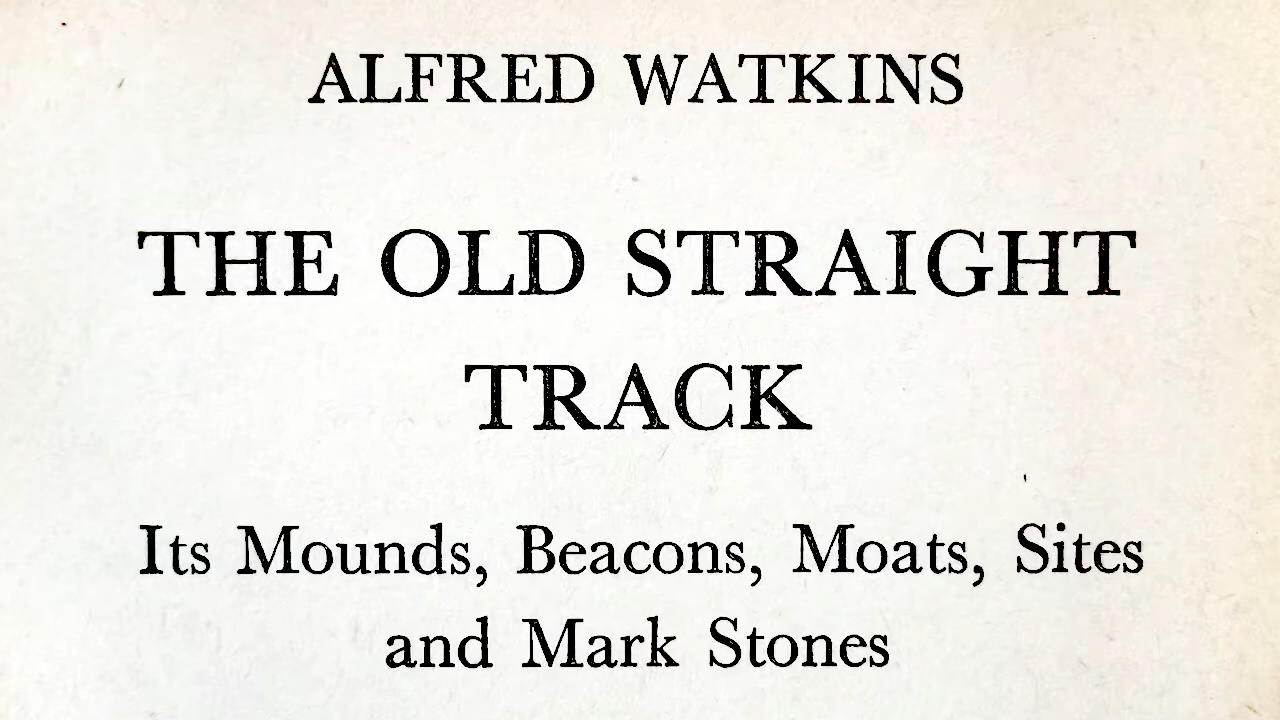 ALFRED WATKINS
THE OLD STRAIGHT
TRACK
Its Mounds, Beacons, Moats, Sites
and Mark Stones